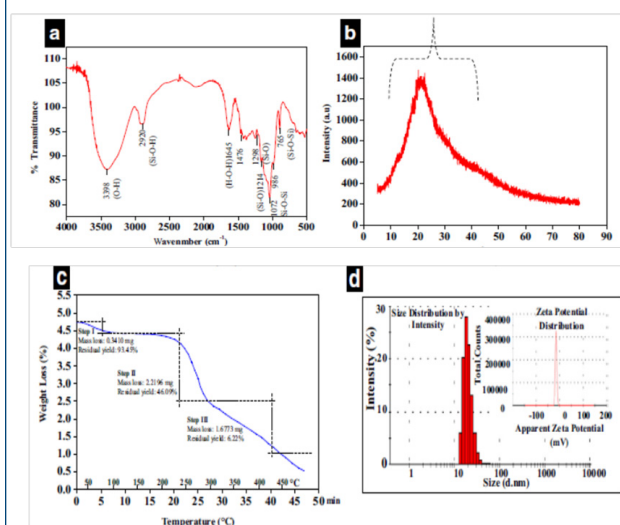 a
110
105
100
95
90
85
80
% Transmittance
3398
(O-H)
2920
(Si-O-H)
(H-O-H)1645
1476
1298
(Si-O)
(Si-O)1214
1072
Si-O-Si
986
765
(Si-O-Si)
4000 3500 3000 2500 2000 1500 1000 500
Wavenmber (cm⁻¹)
b
1600
1400
1200
1000
800
600
400
200
0
Intensity (a.u)
0 10 20 30 40 50 60 70 80 90
c
5.5
5.0
4.5
4.0
3.5
3.0
2.5
2.0
1.5
1.0
0.5
0.0
Weight Loss (%)
Step I
Mass loss: 0.3410 mg
Residual yield: 93.43%
Step II
Mass loss: 2.2196 mg
Residual yield: 46.09%
Step III
Mass loss: 1.6773 mg
Residual yield: 6.22%
50 100 150 200 250 300 350 400 450 °C
0 5 10 15 20 25 30 35 40 45 50 min
Temperature (°C)
d
30
20
10
0
Intensity (%)
Size Distribution by
Intensity
1 10 100 1000 10000
Size (d.nm)
Zeta Potential
Distribution
400000
300000
200000
100000
0
Total Counts
-100 0 100 200
Apparent Zeta Potential
(mV)